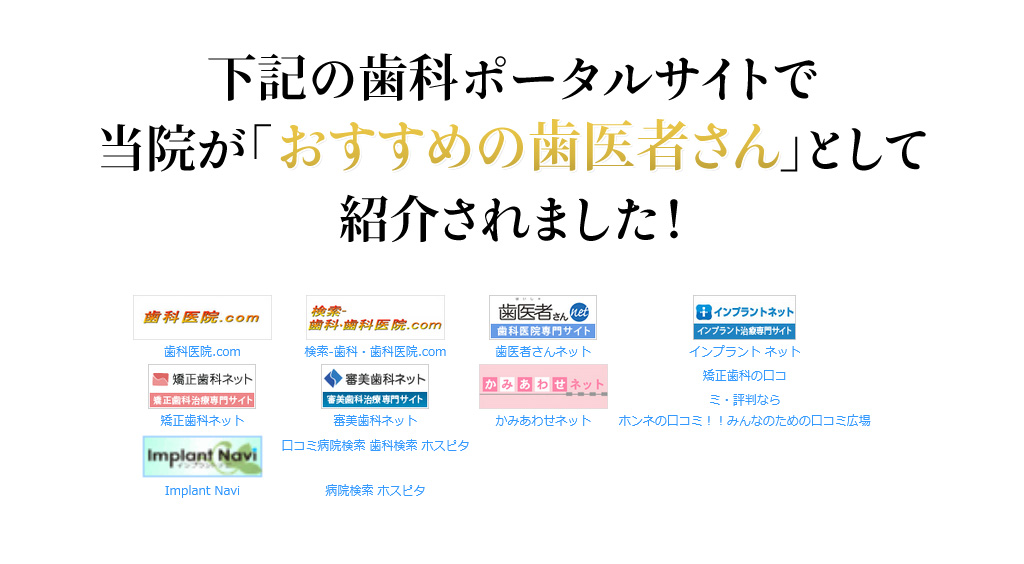 下記の歯科ポータルサイトで
当院が「おすすめの歯医者さん」として
紹介されました！
歯科医院.com
検索-
歯科・歯科医院.com
歯医者さんnet
歯科医院専門サイト
インプラントネット
インプラント治療専門サイト
歯科医院.com
検索-歯科・歯科医院.com
歯医者さんネット
インプラント ネット
矯正歯科ネット
矯正歯科治療専門サイト
審美歯科ネット
審美歯科治療専門サイト
かみあわせネット
矯正歯科の口コ
ミ・評判なら
矯正歯科ネット
審美歯科ネット
かみあわせネット
ホンネの口コミ！！みんなのための口コミ広場
Implant Navi
口コミ病院検索 歯科検索 ホスピタ
Implant Navi
病院検索 ホスピタ